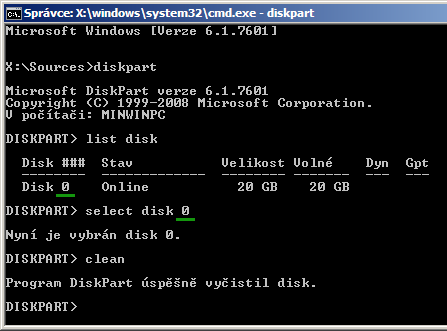 Správce: X:\windows\system32\cmd.exe - diskpart
Microsoft Windows [Verze 6.1.7601]
X:\Sources>diskpart
Microsoft DiskPart verze 6.1.7601
Copyright (C) 1999-2008 Microsoft Corporation.
V počítači: MINWINPC
DISKPART> list disk
Disk ### Stav Velikost Volné Dyn Gpt
-------- ------------- ------- ------- --- ---
Disk 0 Online 20 GB 20 GB
DISKPART> select disk 0
Nyní je vybrán disk 0.
DISKPART> clean
Program DiskPart úspěšně vyčistil disk.
DISKPART>